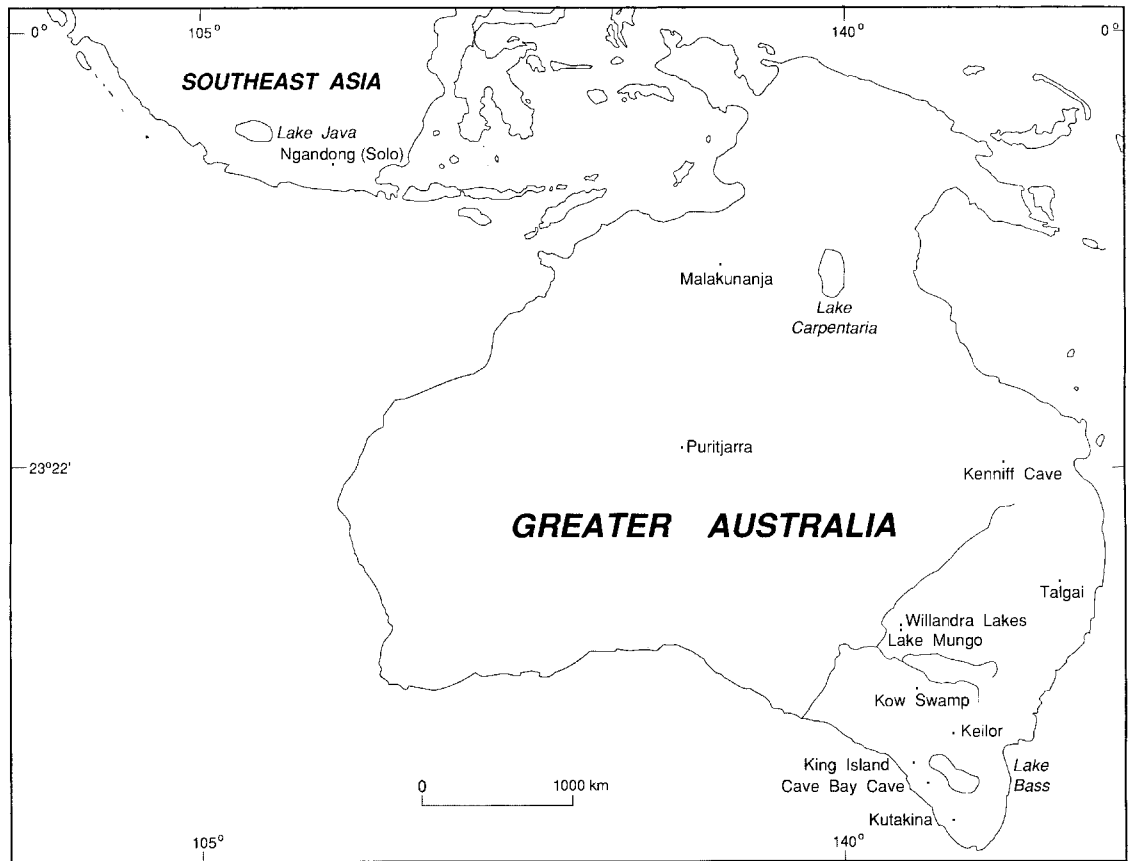 0°
105°
140°
0°
SOUTHEAST ASIA
Lake Java
Ngandong (Solo)
Malakunanja
Lake
Carpentaria
Puritjarra
23°22'
Kenniff Cave
GREATER AUSTRALIA
Talgai
Willandra Lakes
Lake Mungo
Kow Swamp
Keilor
King Island
Lake
Bass
Cave Bay Cave
0
1000 km
Kutakina
105°
140°